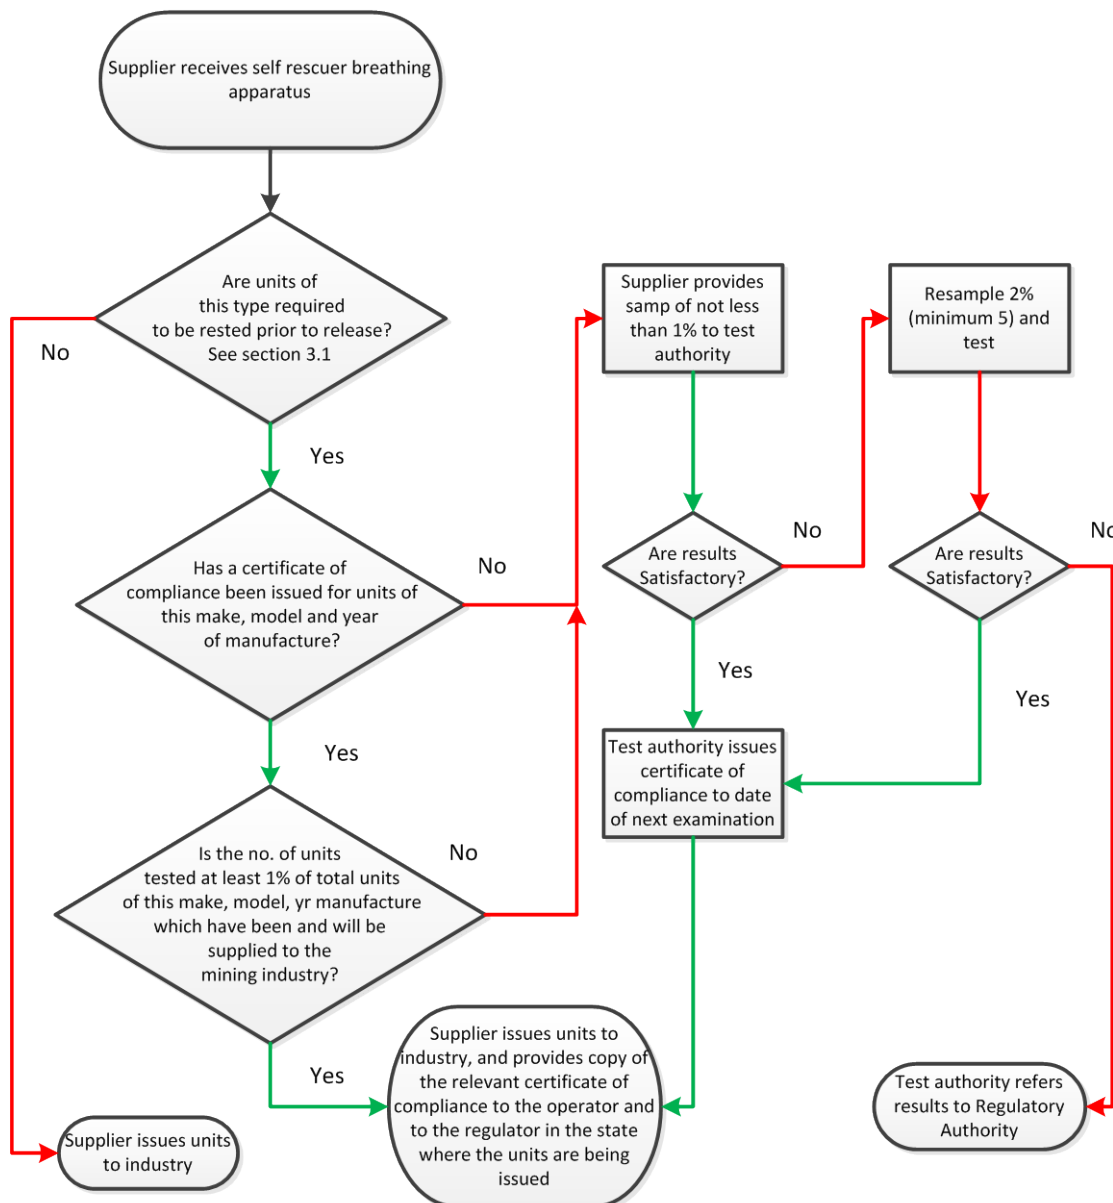 Supplier receives self rescuer breathing
apparatus
Are units of
this type required
to be rested prior to release?
See section 3.1
No
Yes
Supplier provides
samp of not less
than 1% to test
authority
Resample 2%
(minimum 5) and
test
Has a certificate of
compliance been issued for units of
this make, model and year
of manufacture?
No
Yes
Are results
Satisfactory?
No
Yes
Are results
Satisfactory?
No
Yes
Test authority issues
certificate of
compliance to date
of next examination
Is the no. of units
tested at least 1% of total units
of this make, model, yr manufacture
which have been and will be
supplied to the
mining industry?
No
Yes
Supplier issues units to
industry, and provides copy of
the relevant certificate of
compliance to the operator and
to the regulator in the state
where the units are being
issued
Supplier issues units
to industry
Test authority refers
results to Regulatory
Authority